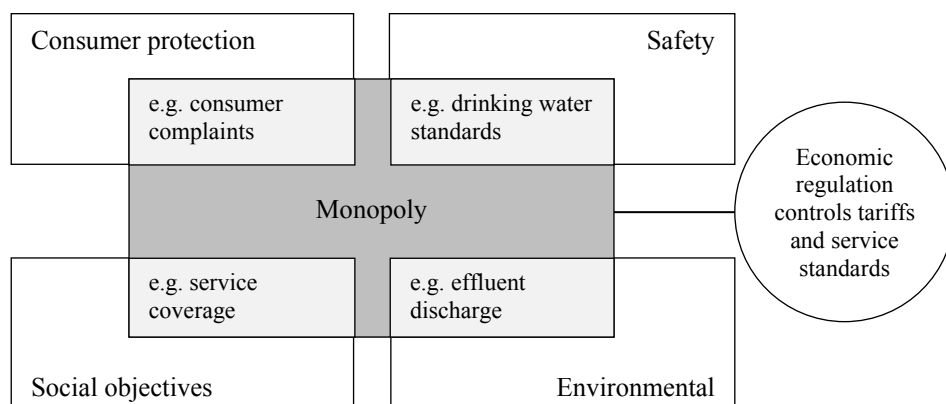 Consumer protection
Safety
e.g. consumer
complaints
e.g. drinking water
standards
Monopoly
Economic
regulation
controls tariffs
and service
standards
e.g. service
coverage
e.g. effluent
discharge
Social objectives
Environmental